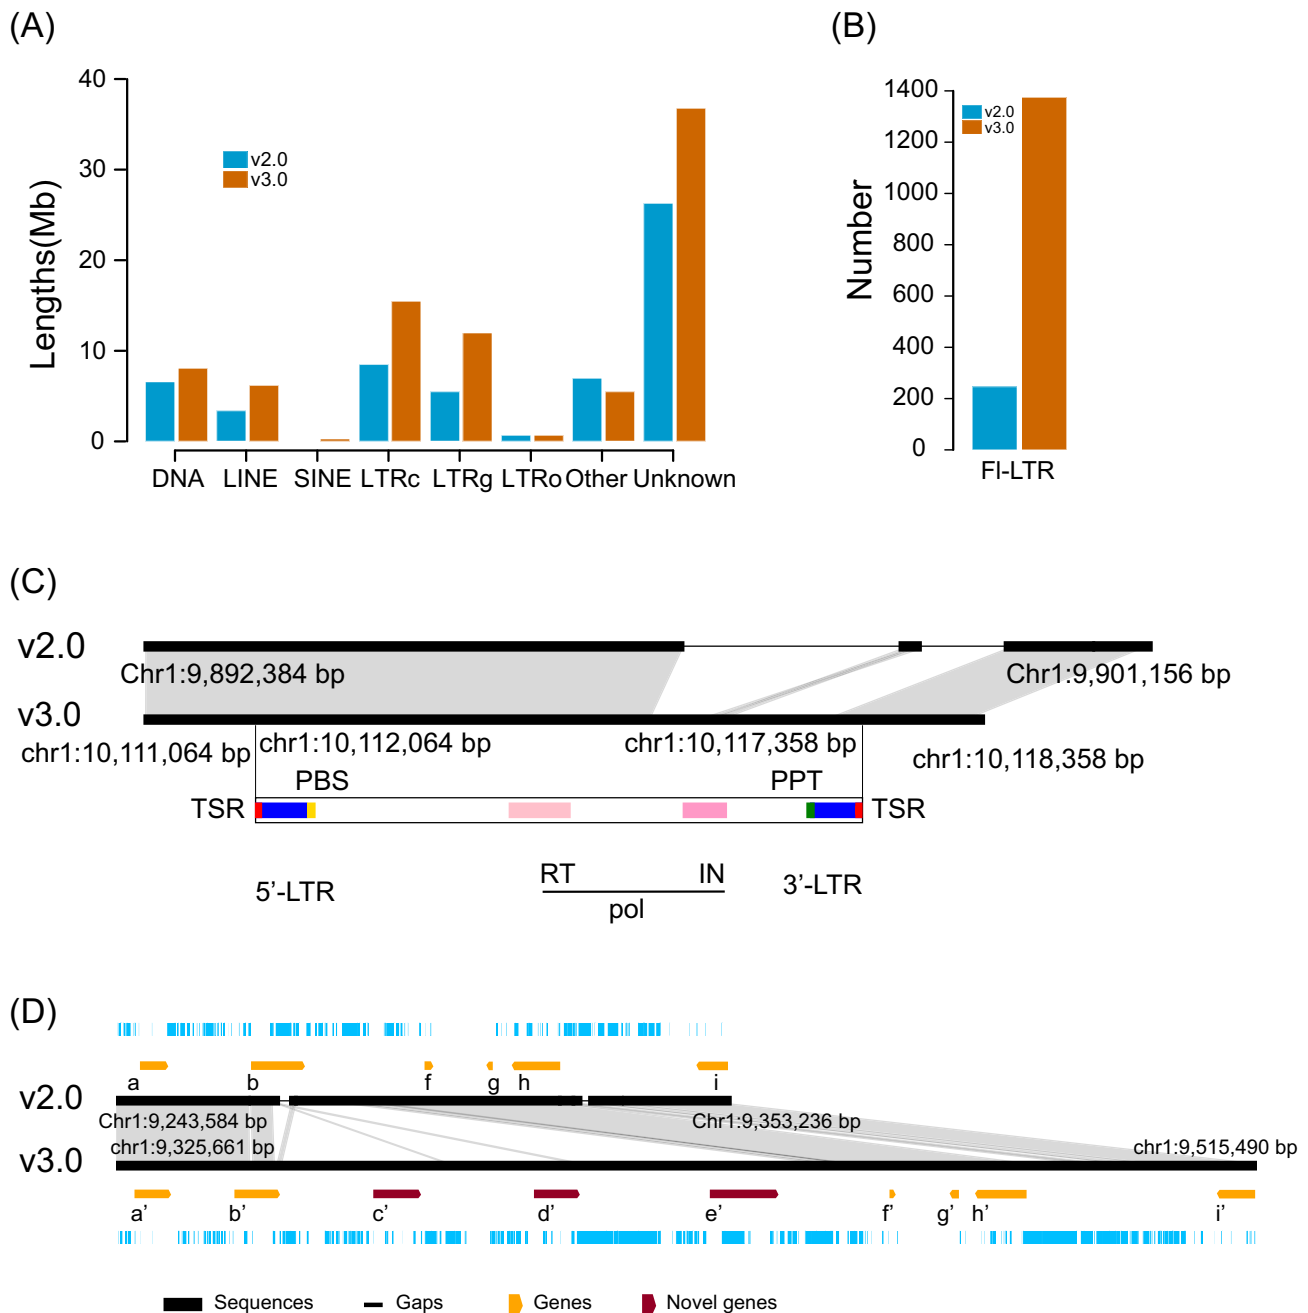 (A)
(B)
40
30
20
10
0
Lengths(Mb)
v2.0
v3.0
DNA LINE SINE LTRc LTRg LTRo Other Unknown
1400
1200
1000
800
600
400
200
0
Number
v2.0
v3.0
Fl-LTR
(C)
v2.0
Chr1:9,892,384 bp
Chr1:9,901,156 bp
v3.0
chr1:10,111,064 bp
chr1:10,112,064 bp
chr1:10,117,358 bp
chr1:10,118,358 bp
PBS
PPT
TSR
TSR
5'-LTR
RT
IN
3'-LTR
pol
(D)
a b f g h i
v2.0
Chr1:9,243,584 bp
Chr1:9,353,236 bp
chr1:9,325,661 bp
chr1:9,515,490 bp
v3.0
a’ b’ c’ d’ e’ f’ g’ h’ i’
Sequences
Gaps
Genes
Novel genes